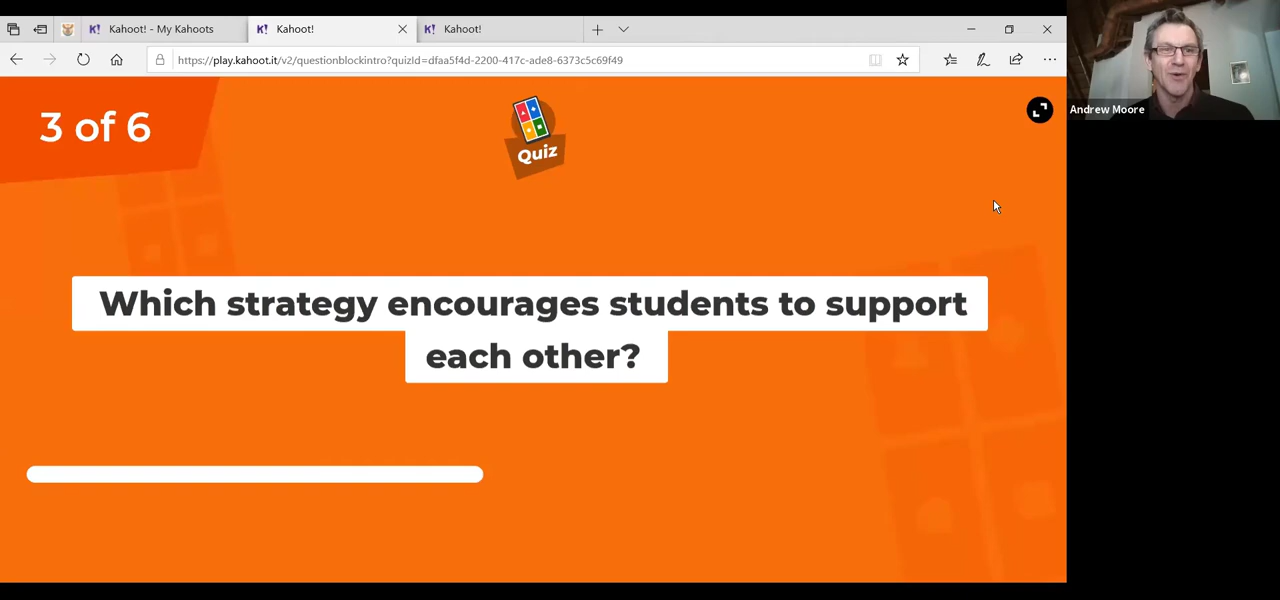 Kahoot! - My Kahoots
Kahoot!
Kahoot!
https://play.kahoot.it/v2/questionblockintro?quizId=dfaa5f4d-2200-417c-ade8-6373c5c69f49
Andrew Moore
3 of 6
Quiz
Which strategy encourages students to support
each other?